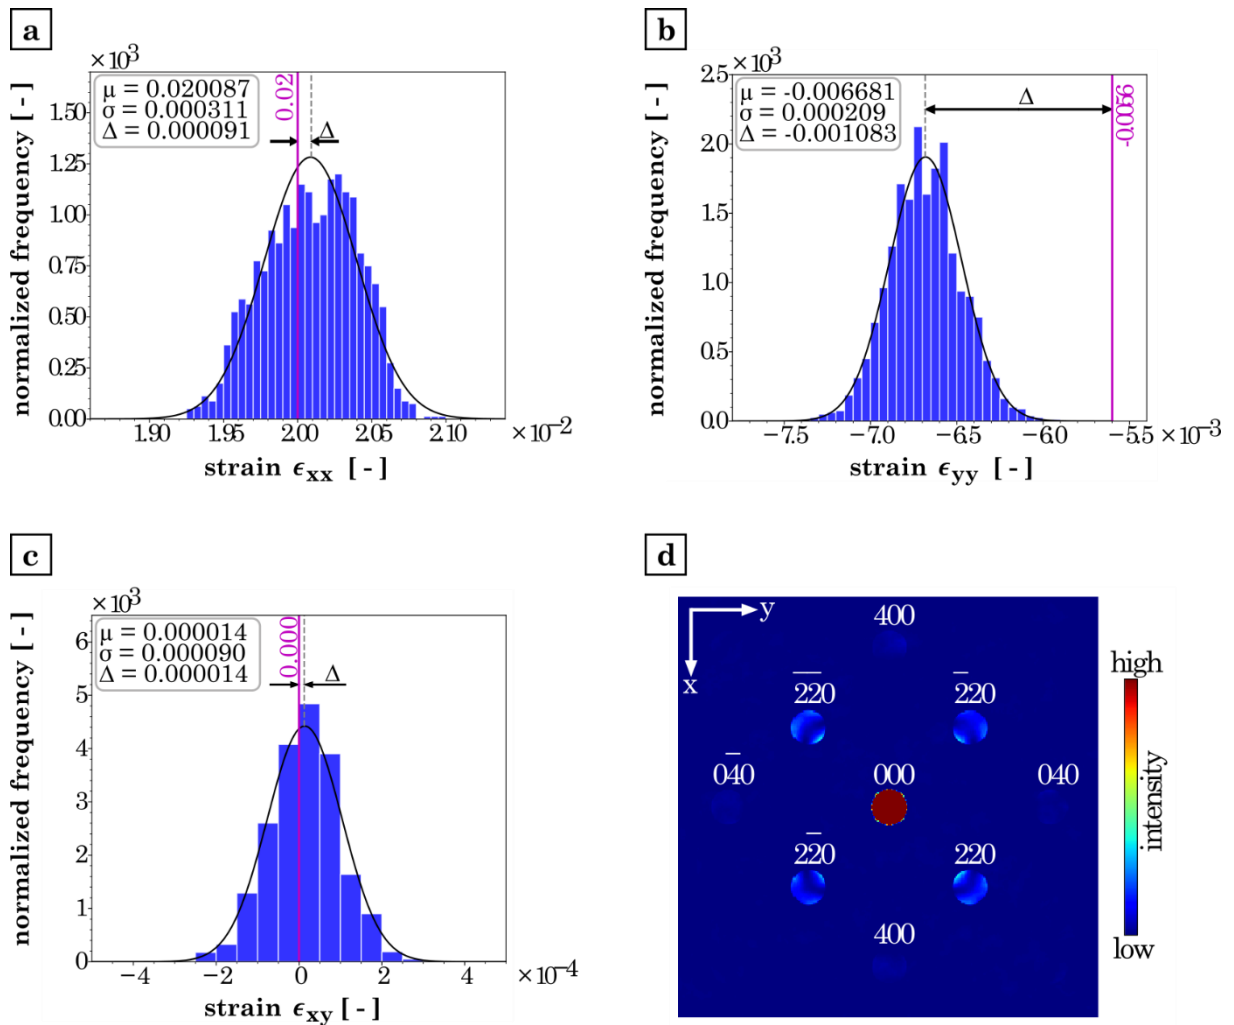 a
×10³
μ = 0.020087
σ = 0.000311
Δ = 0.000091
0.02
Δ
normalized frequency [ - ]
1.50
1.25
1.00
0.75
0.50
0.25
0.00
1.90 1.95 2.00 2.05 2.10 ×10⁻²
strain ϵxx [ - ]
b
×10³
μ = -0.006681
σ = 0.000209
Δ = -0.001083
Δ
-0.0056
normalized frequency [ - ]
2.5
2.0
1.5
1.0
0.5
0.0
−7.5 −7.0 −6.5 −6.0 −5.5 ×10⁻³
strain ϵyy [ - ]
c
×10³
μ = 0.000014
σ = 0.000090
Δ = 0.000014
0.000
Δ
normalized frequency [ - ]
6
5
4
3
2
1
0
−4 −2 0 2 4 ×10⁻⁴
strain ϵxy [ - ]
d
y
x
400
2̅2̅0 2̅20
04̅0 000 040
22̅0 220
400
high
intensity
low